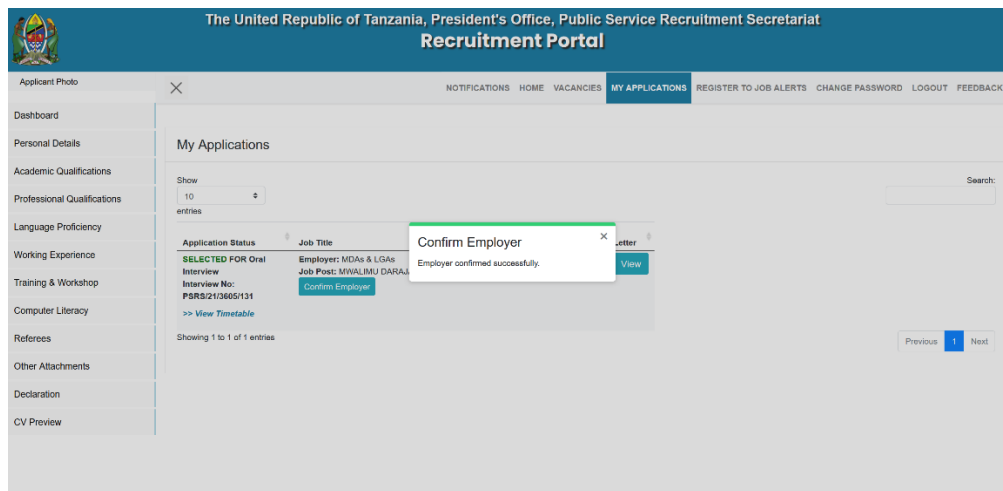 The United Republic of Tanzania, President's Office, Public Service Recruitment Secretariat
Recruitment Portal
Applicant Photo
NOTIFICATIONS HOME VACANCIES MY APPLICATIONS REGISTER TO JOB ALERTS CHANGE PASSWORD LOGOUT FEEDBACK
Dashboard
Personal Details
Academic Qualifications
Professional Qualifications
Language Proficiency
Working Experience
Training & Workshop
Computer Literacy
Referees
Other Attachments
Declaration
CV Preview
My Applications
Show
10
entries
Search:
Application Status
Job Title
Letter
SELECTED FOR Oral
Interview
Interview No:
PSRS/21/3605/131
>> View Timetable
Employer: MDAs & LGAs
Job Post: MWALIMU DARAJA
Confirm Employer
View
Confirm Employer
×
Employer confirmed successfully.
Showing 1 to 1 of 1 entries
Previous 1 Next